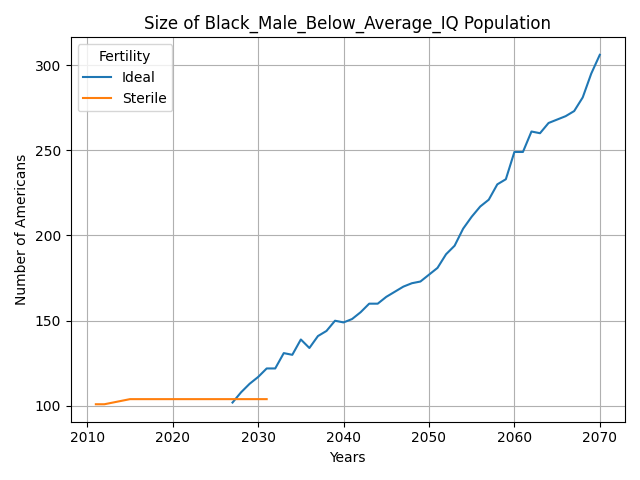 Size of Black_Male_Below_Average_IQ Population
Fertility
Ideal
Sterile
Number of Americans
300
250
200
150
100
2010 2020 2030 2040 2050 2060 2070
Years